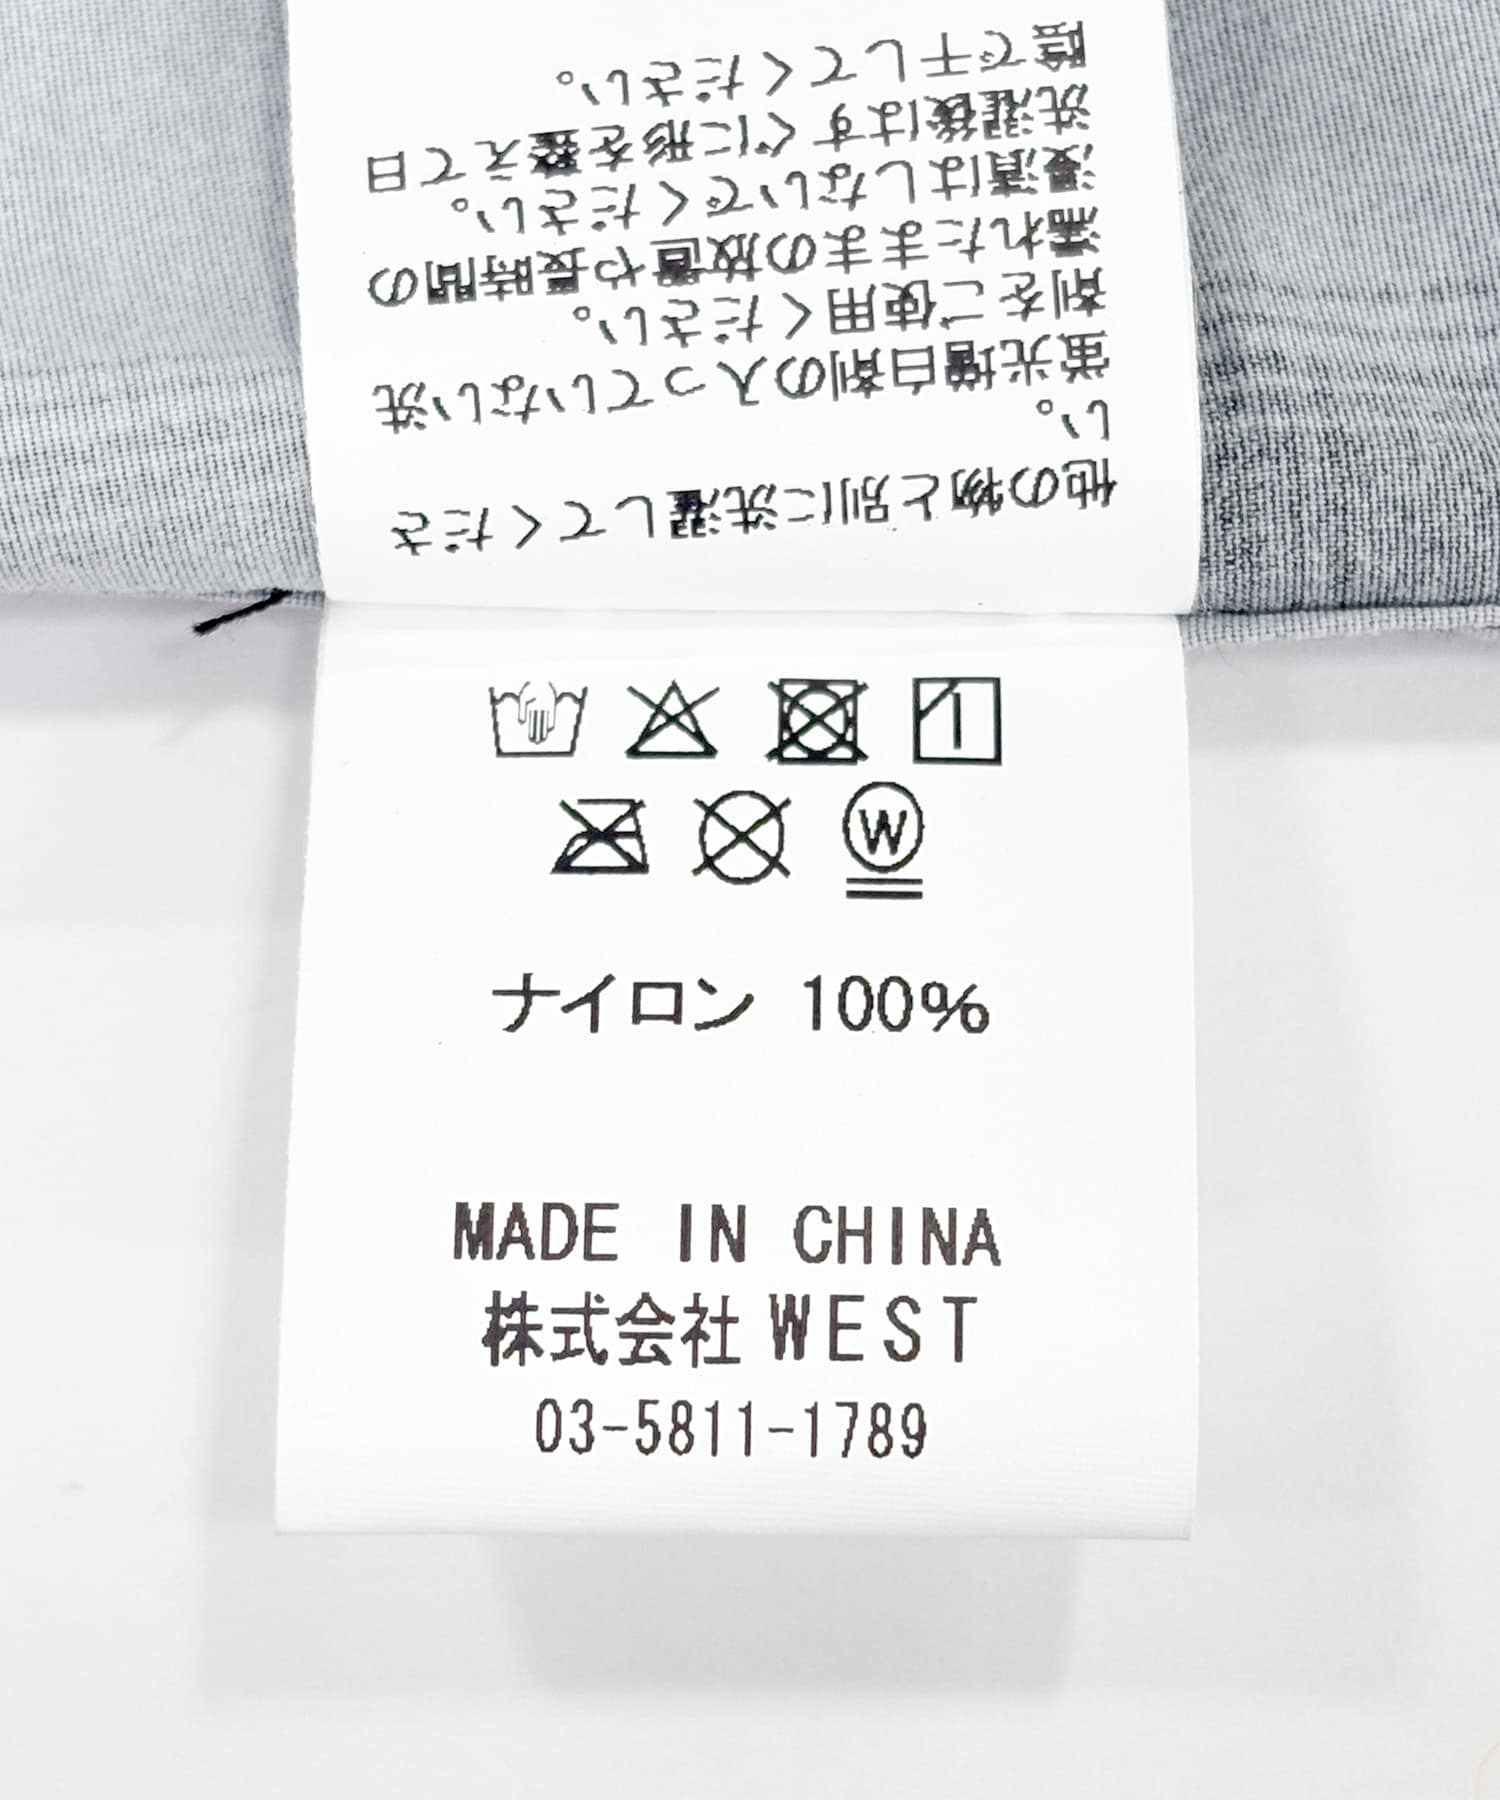 他の物と別に洗濯してくださ
い。
蛍光増白剤の入っていない洗
剤をご使用ください。
濡れたままの放置や長時間の
浸漬はしないでください。
洗濯後はすぐに形を整えて日
陰で干してください。
W
ナイロン 100%
MADE IN CHINA
株式会社 WEST
03-5811-1789